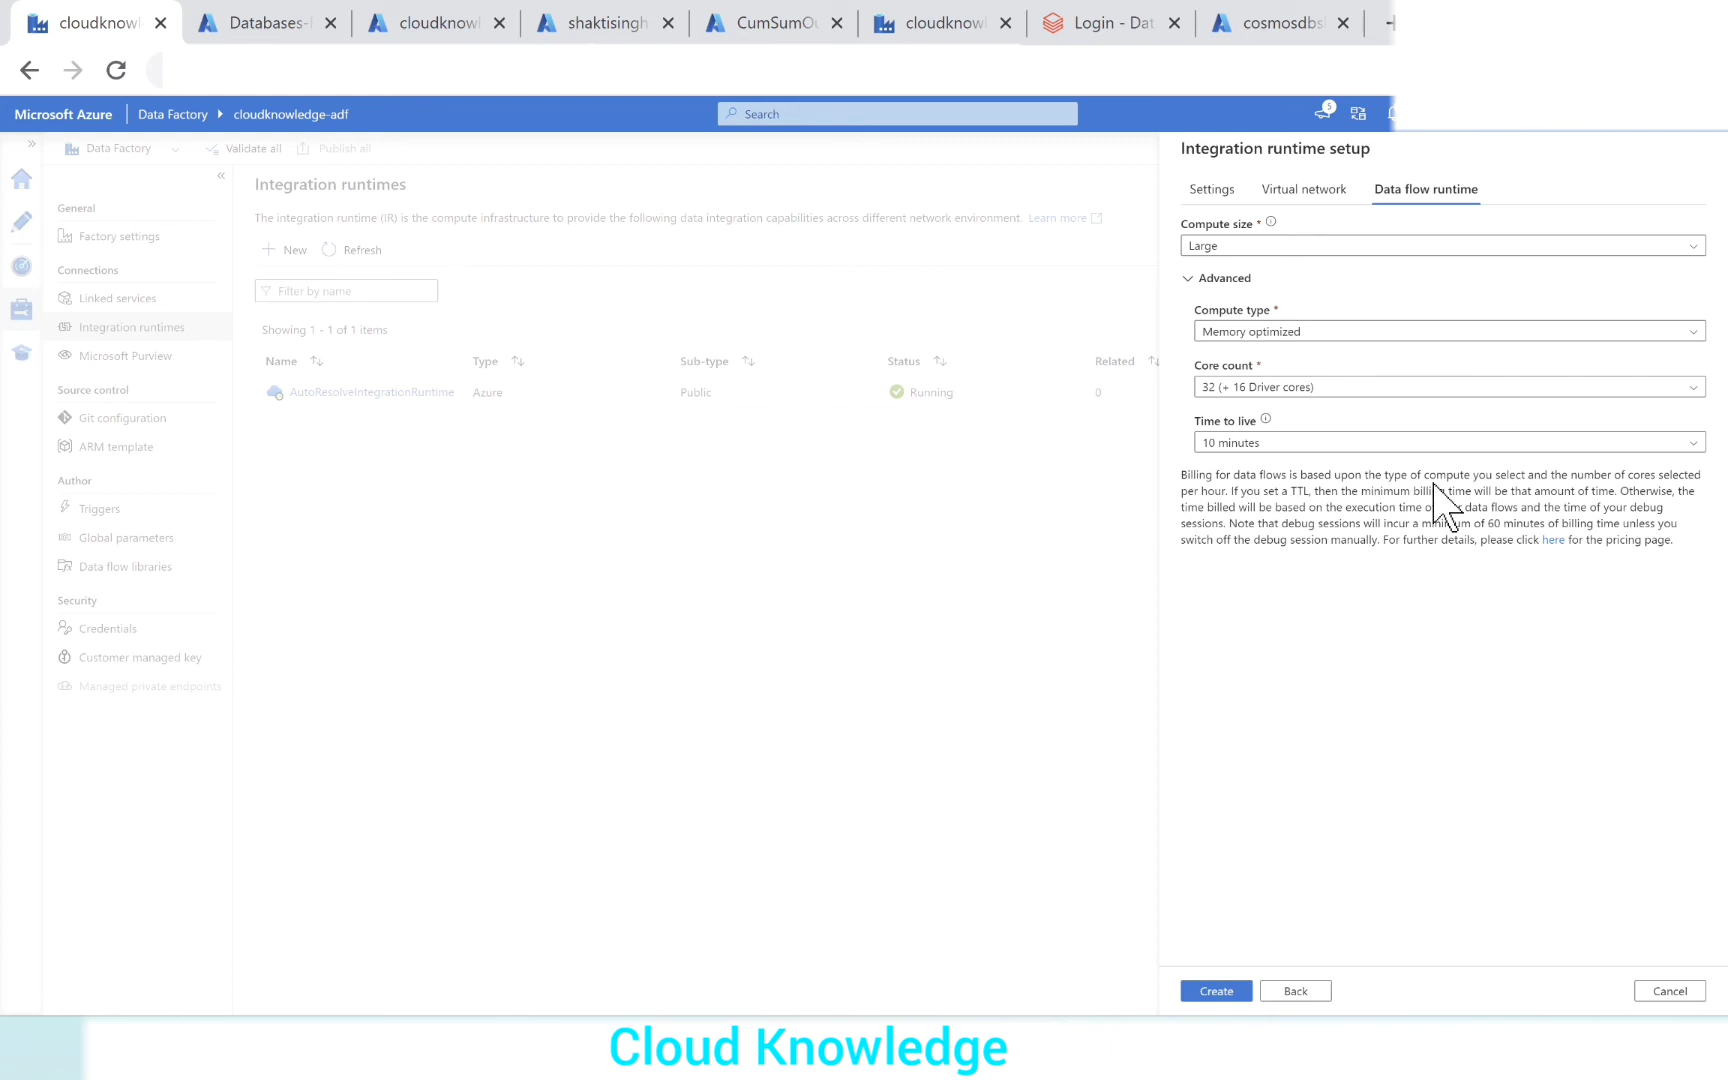 cloudknowl
Databases-
cloudknowl
shaktisingh
CumSumOu
cloudknowl
Login - Dat
cosmosdbs
Microsoft Azure
Data Factory
cloudknowledge-adf
Search
5
Data Factory
Validate all
Publish all
General
Factory settings
Connections
Linked services
Integration runtimes
Microsoft Purview
Source control
Git configuration
ARM template
Author
Triggers
Global parameters
Data flow libraries
Security
Credentials
Customer managed key
Managed private endpoints
Integration runtimes
The integration runtime (IR) is the compute infrastructure to provide the following data integration capabilities across different network environment. Learn more
New
Refresh
Filter by name
Showing 1 - 1 of 1 items
Name Type Sub-type Status Related
AutoResolveIntegrationRuntime Azure Public Running 0
Integration runtime setup
Settings Virtual network Data flow runtime
Compute size *
Large
Advanced
Compute type *
Memory optimized
Core count *
32 (+ 16 Driver cores)
Time to live
10 minutes
Billing for data flows is based upon the type of compute you select and the number of cores selected
per hour. If you set a TTL, then the minimum billing time will be that amount of time. Otherwise, the
time billed will be based on the execution time of data flows and the time of your debug
sessions. Note that debug sessions will incur a minimum of 60 minutes of billing time unless you
switch off the debug session manually. For further details, please click here for the pricing page.
Create Back Cancel
Cloud Knowledge